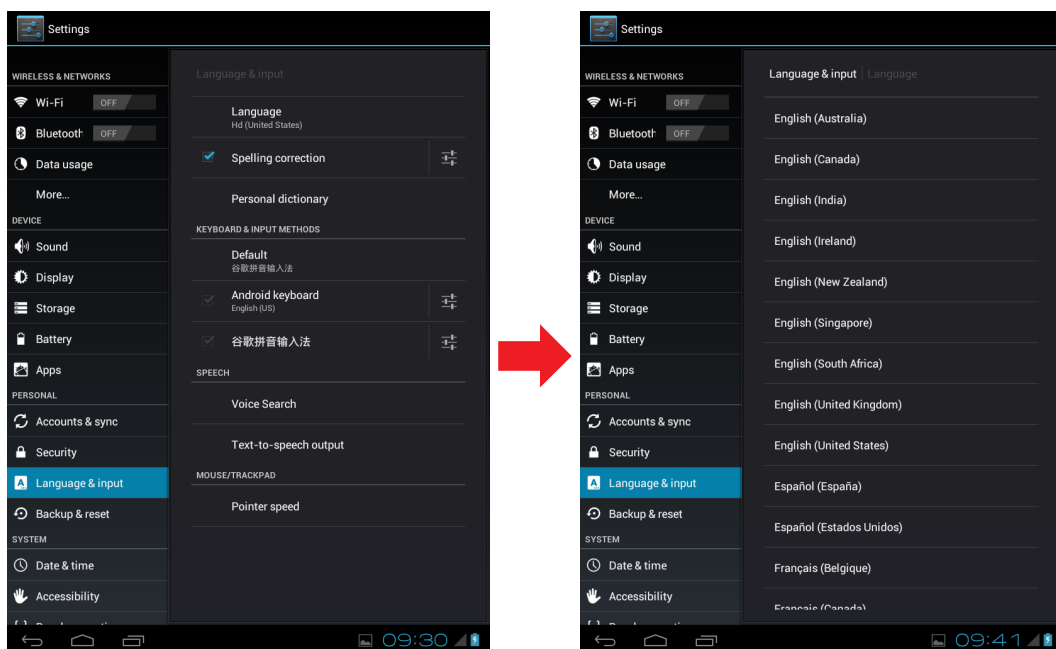 Settings
WIRELESS & NETWORKS
Wi-Fi OFF
Bluetooth OFF
Data usage
More...
DEVICE
Sound
Display
Storage
Battery
Apps
PERSONAL
Accounts & sync
Security
Language & input
Backup & reset
SYSTEM
Date & time
Accessibility
Language & input
Language
Hd (United States)
Spelling correction
Personal dictionary
KEYBOARD & INPUT METHODS
Default
谷歌拼音输入法
Android keyboard
English (US)
谷歌拼音输入法
SPEECH
Voice Search
Text-to-speech output
MOUSE/TRACKPAD
Pointer speed
09:30
Settings
WIRELESS & NETWORKS
Wi-Fi OFF
Bluetooth OFF
Data usage
More...
DEVICE
Sound
Display
Storage
Battery
Apps
PERSONAL
Accounts & sync
Security
Language & input
Backup & reset
SYSTEM
Date & time
Accessibility
Language & input Language
English (Australia)
English (Canada)
English (India)
English (Ireland)
English (New Zealand)
English (Singapore)
English (South Africa)
English (United Kingdom)
English (United States)
Español (España)
Español (Estados Unidos)
Français (Belgique)
Français (Canada)
09:41